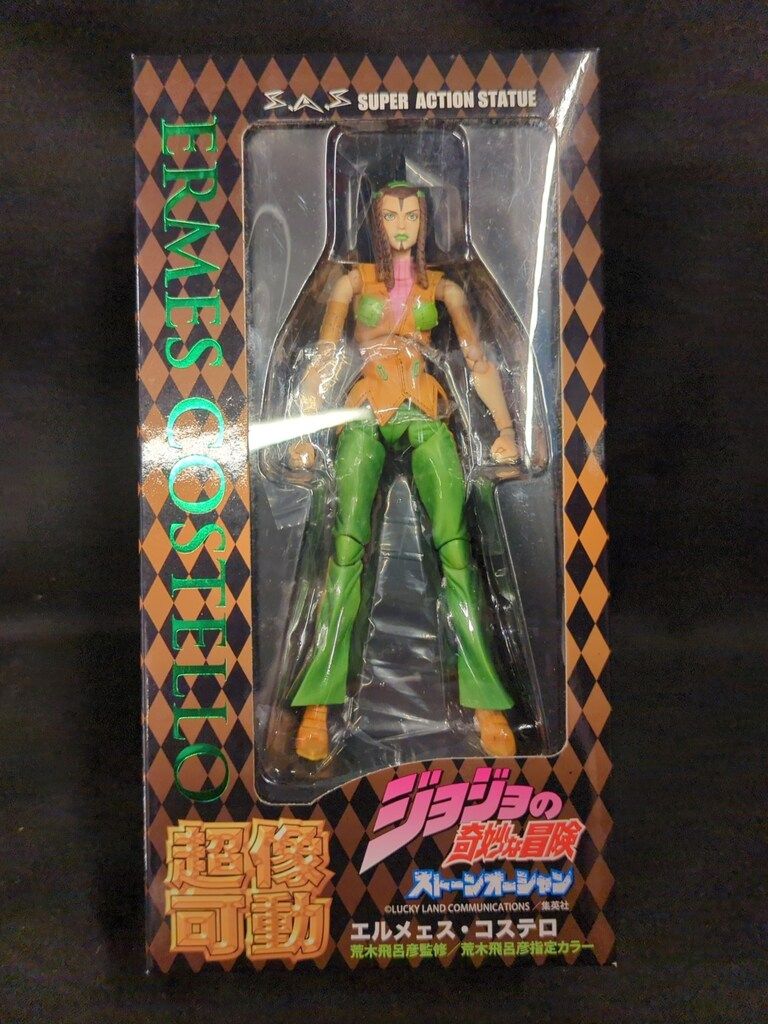 S.A.S SUPER ACTION STATUE
ERMES COSTELLO
超像
可動
ジョジョの
奇妙な冒険
ストーンオーシャン
©LUCKY LAND COMMUNICATIONS／集英社
エルメェス・コステロ
荒木飛呂彦監修／荒木飛呂彦指定カラー